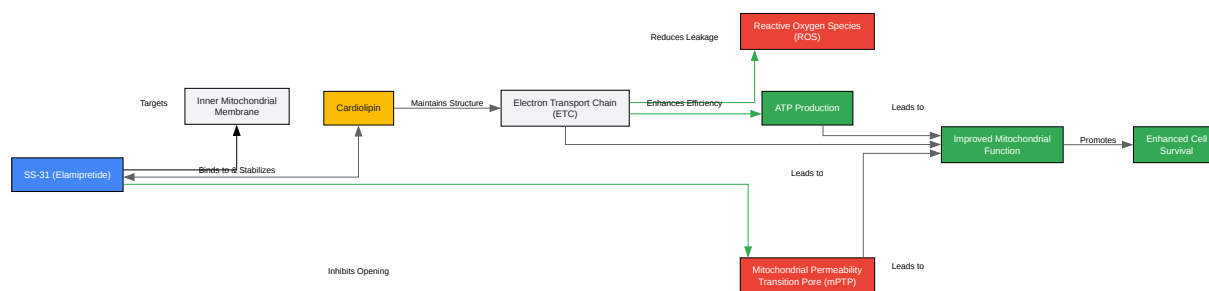 Reactive Oxygen Species
(ROS)
Reduces Leakage
Targets
Inner Mitochondrial
Membrane
Cardiolipin
Maintains Structure
Electron Transport Chain
(ETC)
Enhances Efficiency
ATP Production
Leads to
Improved Mitochondrial
Function
Promotes
Enhanced Cell
Survival
SS-31 (Elamipretide)
Binds to & Stabilizes
Leads to
Inhibits Opening
Mitochondrial Permeability
Transition Pore (mPTP)
Leads to